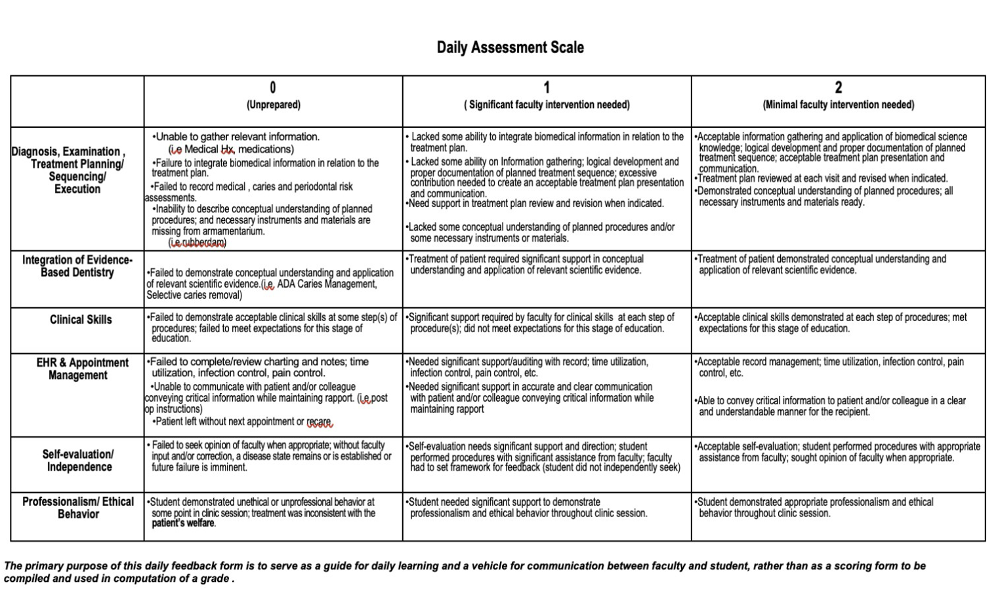 Daily Assessment Scale
0
(Unprepared)
1
( Significant faculty intervention needed)
2
(Minimal faculty intervention needed)
Diagnosis, Examination ,
Treatment Planning/
Sequencing/
Execution
•Unable to gather relevant information.
(i.e Medical Hx, medications)
•Failure to integrate biomedical information in relation to the
treatment plan.
•Failed to record medical , caries and periodontal risk
assessments.
•Inability to describe conceptual understanding of planned
procedures; and necessary instruments and materials are
missing from armamentarium.
(i.e.rubberdam)
• Lacked some ability to integrate biomedical information in relation to the
treatment plan.
• Lacked some ability on Information gathering; logical development and
proper documentation of planned treatment sequence; excessive
contribution needed to create an acceptable treatment plan presentation
and communication.
•Need support in treatment plan review and revision when indicated.
•Lacked some conceptual understanding of planned procedures and/or
some necessary instruments or materials.
•Acceptable information gathering and application of biomedical science
knowledge; logical development and proper documentation of planned
treatment sequence; acceptable treatment plan presentation and
communication.
•Treatment plan reviewed at each visit and revised when indicated.
•Demonstrated conceptual understanding of planned procedures; all
necessary instruments and materials ready.
Integration of Evidence-
Based Dentistry
•Failed to demonstrate conceptual understanding and application
of relevant scientific evidence.(i.e. ADA Caries Management,
Selective caries removal)
•Treatment of patient required significant support in conceptual
understanding and application of relevant scientific evidence.
•Treatment of patient demonstrated conceptual understanding and
application of relevant scientific evidence.
Clinical Skills
•Failed to demonstrate acceptable clinical skills at some step(s) of
procedures; failed to meet expectations for this stage of
education.
•Significant support required by faculty for clinical skills at each step of
procedure(s); did not meet expectations for this stage of education.
•Acceptable clinical skills demonstrated at each step of procedures; met
expectations for this stage of education.
EHR & Appointment
Management
•Failed to complete/review charting and notes; time
utilization, infection control, pain control.
•Unable to communicate with patient and/or colleague
conveying critical information while maintaining rapport. (i.e.post
op instructions)
•Patient left without next appointment or recare.
•Needed significant support/auditing with record; time utilization,
infection control, pain control, etc.
•Needed significant support in accurate and clear communication
with patient and/or colleague conveying critical information while
maintaining rapport
•Acceptable record management; time utilization, infection control, pain
control, etc.
•Able to convey critical information to patient and/or colleague in a clear
and understandable manner for the recipient.
Self-evaluation/
Independence
• Failed to seek opinion of faculty when appropriate; without faculty
input and/or correction, a disease state remains or is established or
future failure is imminent.
•Self-evaluation needs significant support and direction; student
performed procedures with significant assistance from faculty; faculty
had to set framework for feedback (student did not independently seek)
•Acceptable self-evaluation; student performed procedures with appropriate
assistance from faculty; sought opinion of faculty when appropriate.
Professionalism/ Ethical
Behavior
•Student demonstrated unethical or unprofessional behavior at
some point in clinic session; treatment was inconsistent with the
patient's welfare.
•Student needed significant support to demonstrate
professionalism and ethical behavior throughout clinic session.
•Student demonstrated appropriate professionalism and ethical
behavior throughout clinic session.
The primary purpose of this daily feedback form is to serve as a guide for daily learning and a vehicle for communication between faculty and student, rather than as a scoring form to be
compiled and used in computation of a grade .